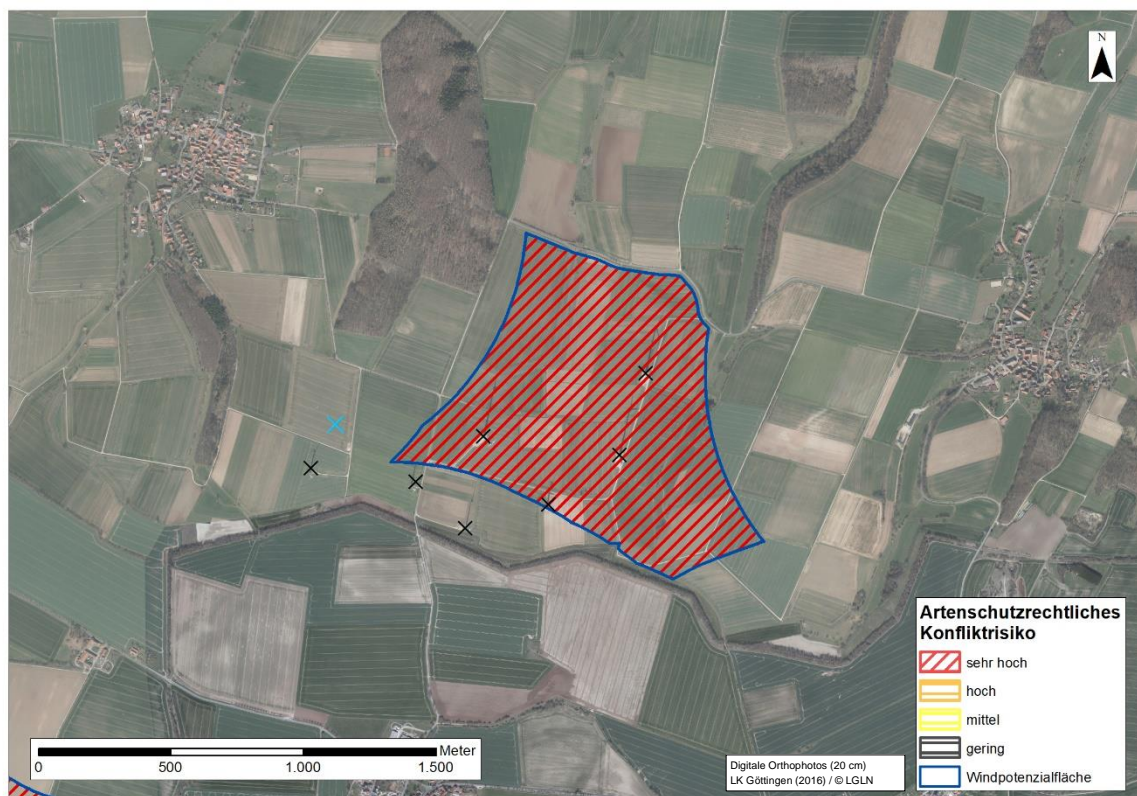 N
Artenschutzrechtliches
Konfliktrisiko
sehr hoch
hoch
mittel
gering
Windpotenzialfläche
Meter
0 500 1.000 1.500
Digitale Orthophotos (20 cm)
LK Göttingen (2016) / © LGLN